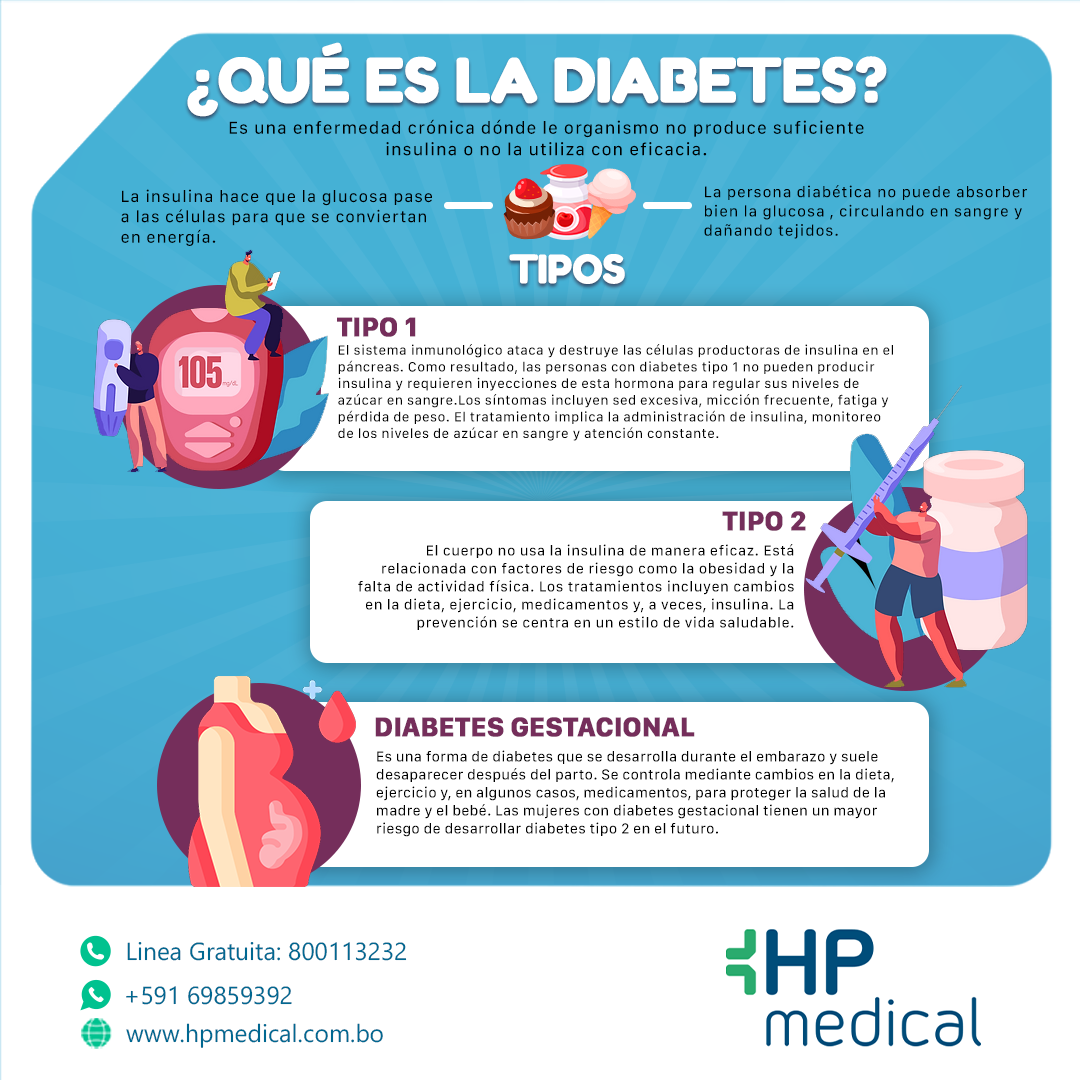 ¿QUÉ ES LA DIABETES?
Es una enfermedad crónica dónde le organismo no produce suficiente
insulina o no la utiliza con eficacia.
La insulina hace que la glucosa pase
a las células para que se conviertan
en energía.
La persona diabética no puede absorber
bien la glucosa , circulando en sangre y
dañando tejidos.
TIPOS
105 mg/dL
TIPO 1
El sistema inmunológico ataca y destruye las células productoras de insulina en el
páncreas. Como resultado, las personas con diabetes tipo 1 no pueden producir
insulina y requieren inyecciones de esta hormona para regular sus niveles de
azúcar en sangre.Los síntomas incluyen sed excesiva, micción frecuente, fatiga y
pérdida de peso. El tratamiento implica la administración de insulina, monitoreo
de los niveles de azúcar en sangre y atención constante.
TIPO 2
El cuerpo no usa la insulina de manera eficaz. Está
relacionada con factores de riesgo como la obesidad y la
falta de actividad física. Los tratamientos incluyen cambios
en la dieta, ejercicio, medicamentos y, a veces, insulina. La
prevención se centra en un estilo de vida saludable.
DIABETES GESTACIONAL
Es una forma de diabetes que se desarrolla durante el embarazo y suele
desaparecer después del parto. Se controla mediante cambios en la dieta,
ejercicio y, en algunos casos, medicamentos, para proteger la salud de la
madre y el bebé. Las mujeres con diabetes gestacional tienen un mayor
riesgo de desarrollar diabetes tipo 2 en el futuro.
Linea Gratuita: 800113232
+591 69859392
www.hpmedical.com.bo
HP
medical